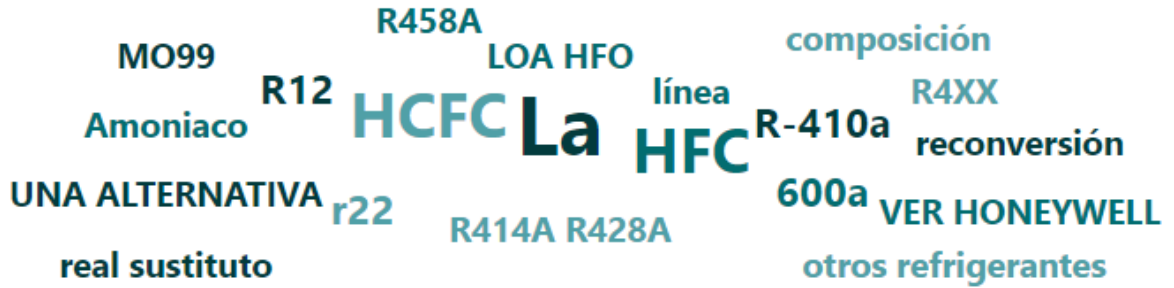 R458A
MO99
LOA HFO
composición
R12
línea
R4XX
Amoniaco
HCFC
La
HFC
R-410a
reconversión
UNA ALTERNATIVA
r22
R414A R428A
600a
VER HONEYWELL
real sustituto
otros refrigerantes